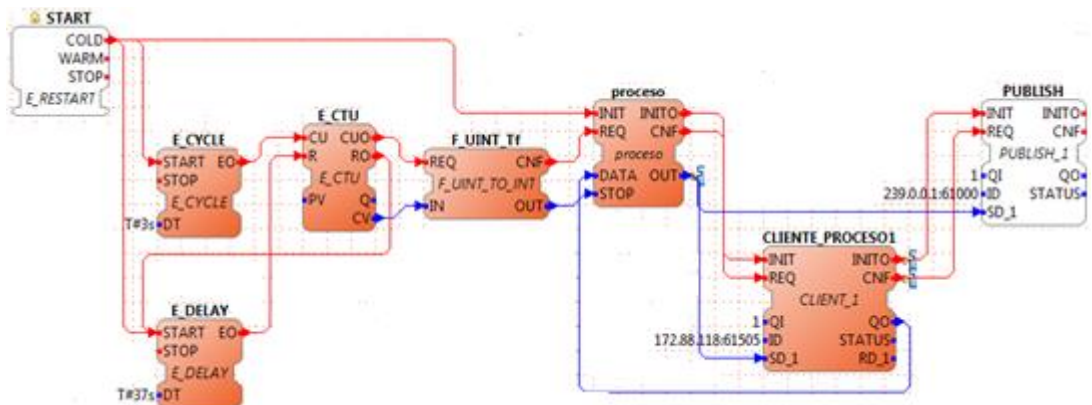 START
COLD
WARM
STOP
E_RESTART
E_CYCLE
START EO
STOP
E_CYCLE
T#3s DT
E_DELAY
START EO
STOP
E_DELAY
T#37s DT
E_CTU
CU CUO
R RO
E_CTU
PV Q
CV
F_UINT_Tf
REQ CNF
F_UINT_TO_INT
IN OUT
proceso
INIT INITO
REQ CNF
proceso
DATA OUT
STOP
CLIENTE_PROCESO1
INIT INITO
REQ CNF
CLIENT_1
1 QI QO
172.88.118:61505 ID STATUS
SD_1 RD_1
PUBLISH
INIT INITO
REQ CNF
PUBLISH_1
1 QI QO
239.0.0.1:61000 ID STATUS
SD_1